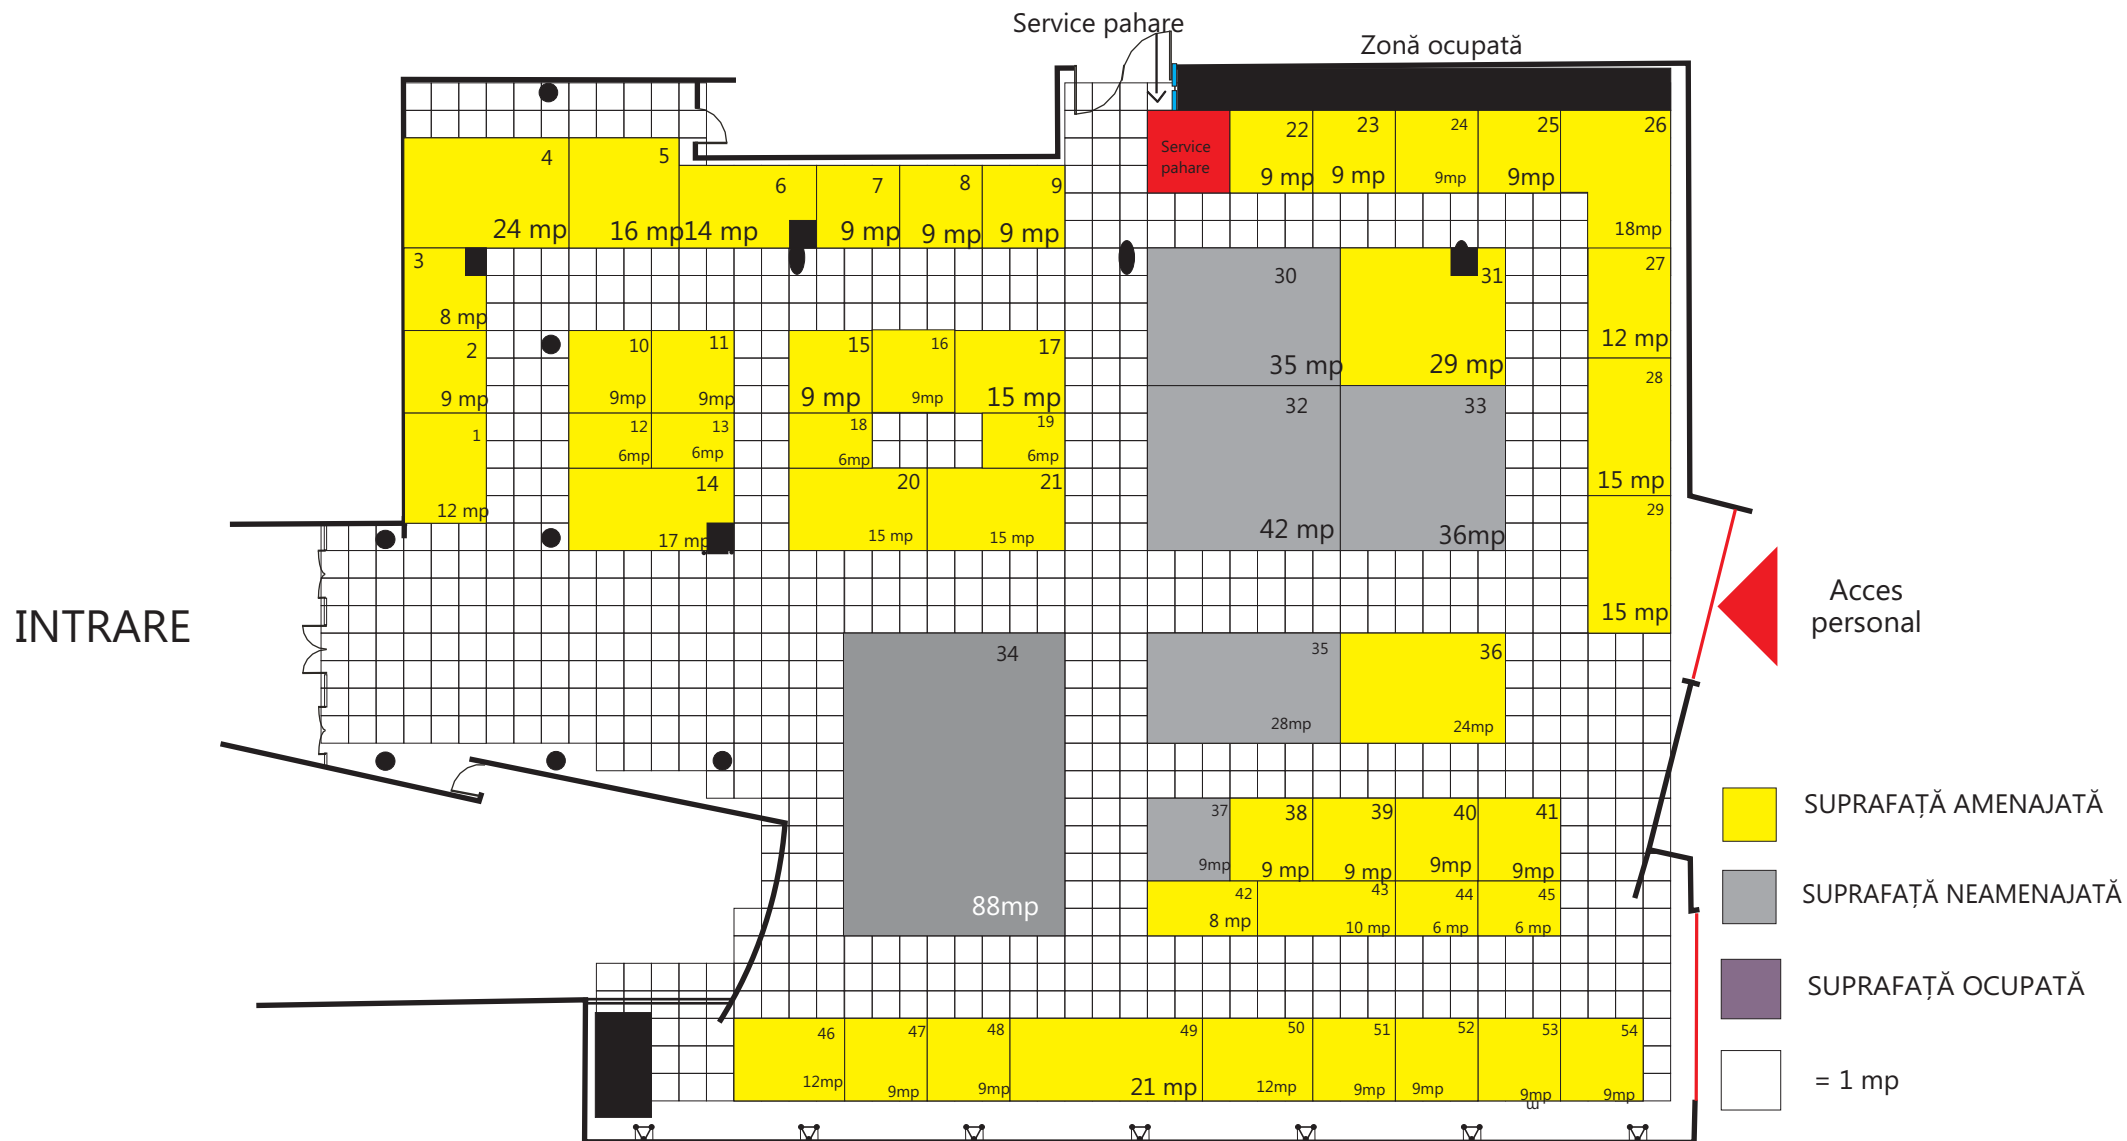 Service pahare
Zonă ocupată
Service
pahare
22
9 mp
23
9 mp
24
9mp
25
9mp
26
18mp
4
24 mp
5
16 mp
6
14 mp
7
9 mp
8
9 mp
9
9 mp
3
8 mp
2
9 mp
1
12 mp
10
9mp
11
9mp
12
6mp
13
6mp
14
17 mp
15
9 mp
16
9mp
17
15 mp
18
6mp
19
6mp
20
15 mp
21
15 mp
30
35 mp
31
29 mp
32
42 mp
33
36mp
27
12 mp
28
15 mp
29
15 mp
INTRARE
Acces
personal
34
88mp
35
28mp
36
24mp
37
9mp
38
9 mp
39
9 mp
40
9mp
41
9mp
42
8 mp
43
10 mp
44
6 mp
45
6 mp
46
12mp
47
9mp
48
9mp
49
21 mp
50
12mp
51
9mp
52
9mp
53
9mp
54
9mp
SUPRAFAȚĂ AMENAJATĂ
SUPRAFAȚĂ NEAMENAJATĂ
SUPRAFAȚĂ OCUPATĂ
= 1 mp